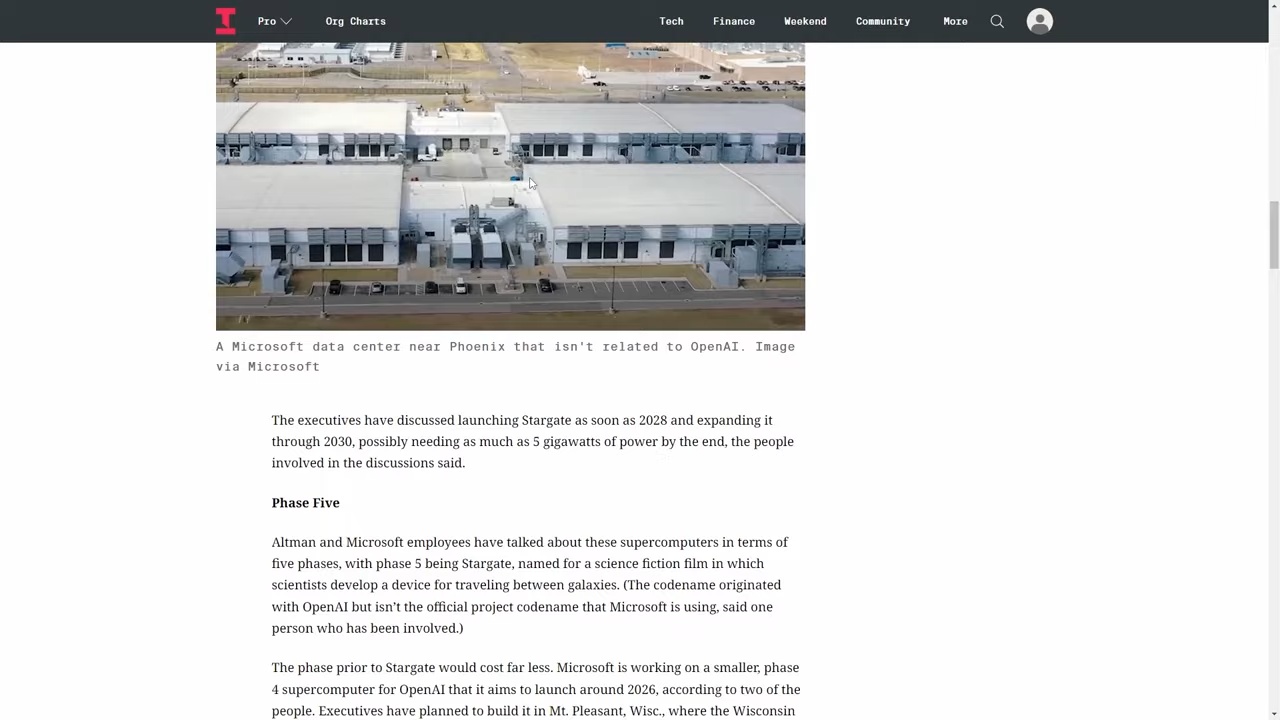 Pro
Org Charts
Tech
Finance
Weekend
Community
More
A Microsoft data center near Phoenix that isn't related to OpenAI. Image
via Microsoft
The executives have discussed launching Stargate as soon as 2028 and expanding it
through 2030, possibly needing as much as 5 gigawatts of power by the end, the people
involved in the discussions said.
Phase Five
Altman and Microsoft employees have talked about these supercomputers in terms of
five phases, with phase 5 being Stargate, named for a science fiction film in which
scientists develop a device for traveling between galaxies. (The codename originated
with OpenAI but isn’t the official project codename that Microsoft is using, said one
person who has been involved.)
The phase prior to Stargate would cost far less. Microsoft is working on a smaller, phase
4 supercomputer for OpenAI that it aims to launch around 2026, according to two of the
people. Executives have planned to build it in Mt. Pleasant, Wisc., where the Wisconsin